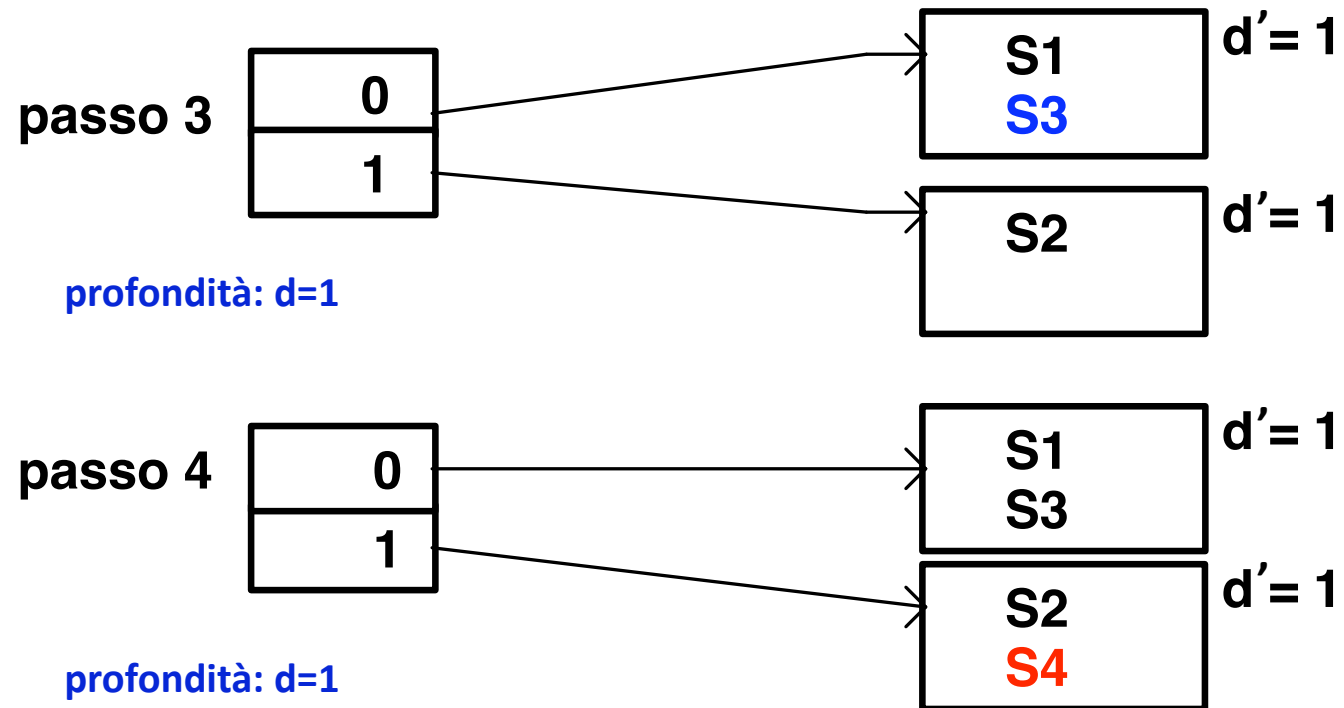 passo 3
0
1
S1
S3
d′= 1
S2
d′= 1
profondità: d=1
passo 4
0
1
S1
S3
d′= 1
S2
S4
d′= 1
profondità: d=1